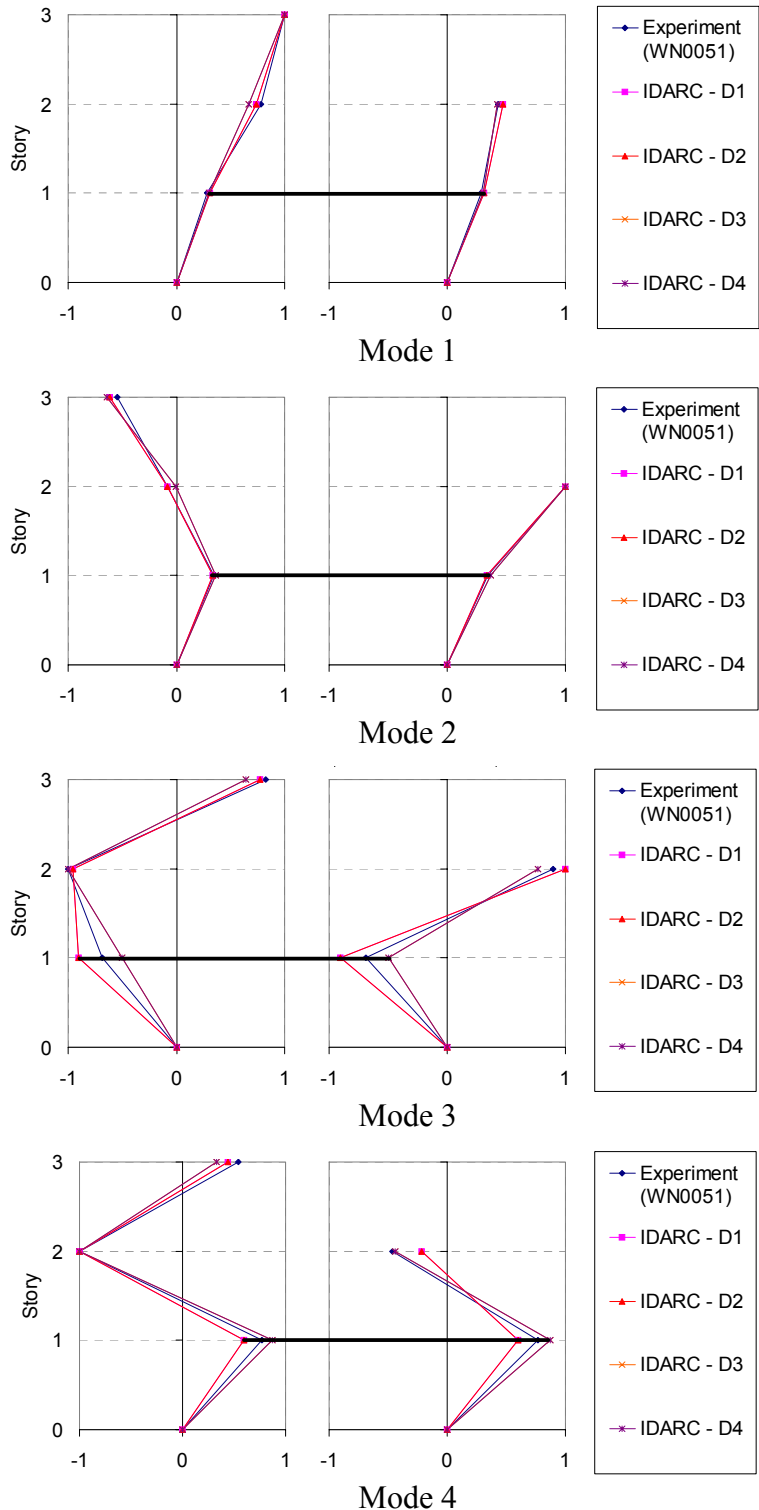 3
2
1
0
Story
-1 0 1 -1 0 1
Experiment
(WN0051)
IDARC - D1
IDARC - D2
IDARC - D3
IDARC - D4
Mode 1
3
2
1
0
Story
-1 0 1 -1 0 1
Experiment
(WN0051)
IDARC - D1
IDARC - D2
IDARC - D3
IDARC - D4
Mode 2
3
2
1
0
Story
-1 0 1 -1 0 1
Experiment
(WN0051)
IDARC - D1
IDARC - D2
IDARC - D3
IDARC - D4
Mode 3
3
2
1
0
Story
-1 0 1 -1 0 1
Experiment
(WN0051)
IDARC - D1
IDARC - D2
IDARC - D3
IDARC - D4
Mode 4